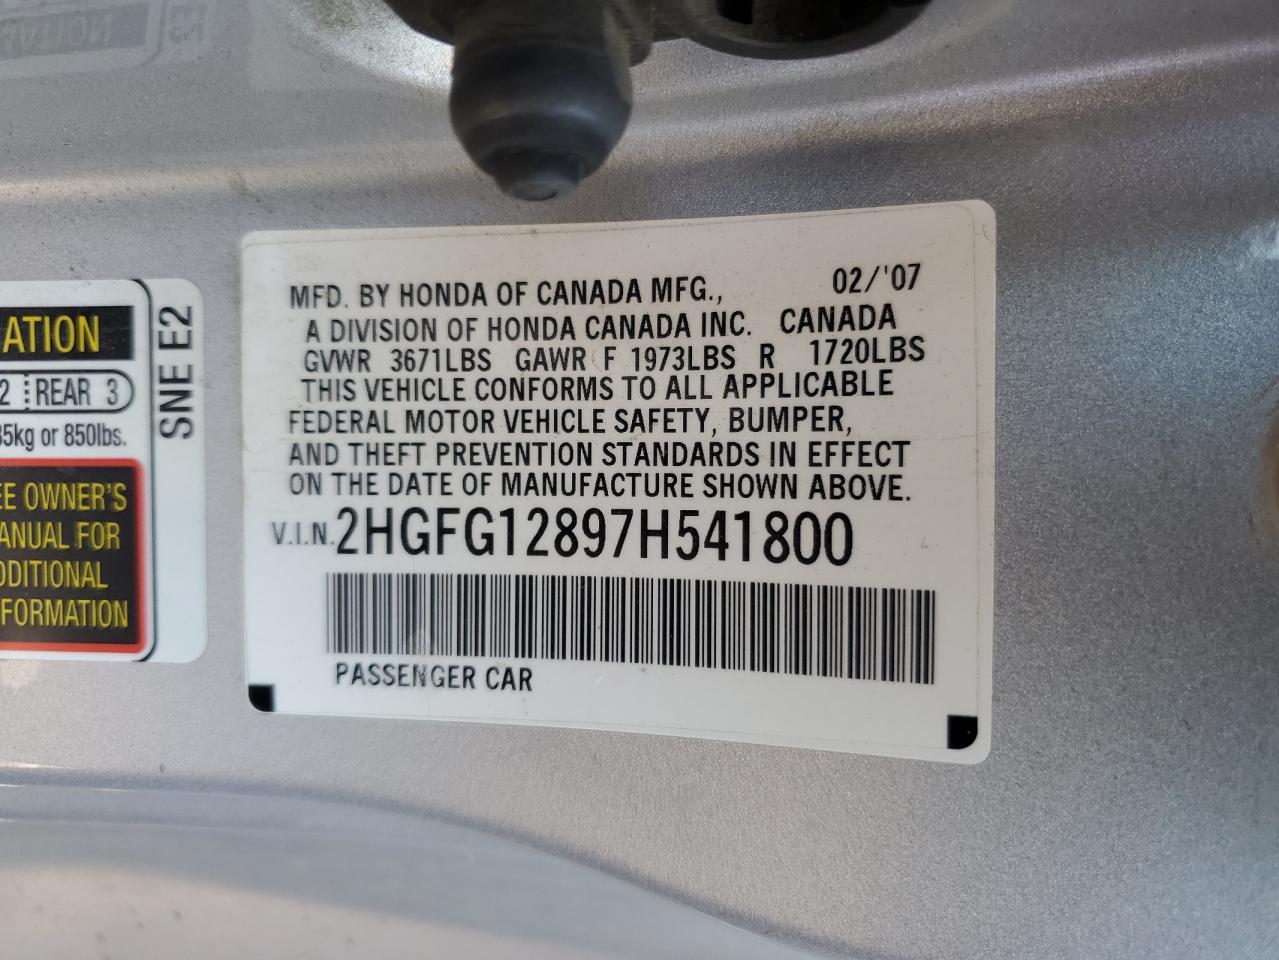 MFD. BY HONDA OF CANADA MFG., 02/'07
A DIVISION OF HONDA CANADA INC. CANADA
GVWR 3671LBS GAWR F 1973LBS R 1720LBS
THIS VEHICLE CONFORMS TO ALL APPLICABLE
FEDERAL MOTOR VEHICLE SAFETY, BUMPER,
AND THEFT PREVENTION STANDARDS IN EFFECT
ON THE DATE OF MANUFACTURE SHOWN ABOVE.
V.I.N. 2HGFG12897H541800
PASSENGER CAR
ATION
2 REAR 3
35kg or 850lbs.
EE OWNER'S
ANUAL FOR
DDITIONAL
FORMATION
SNE E2